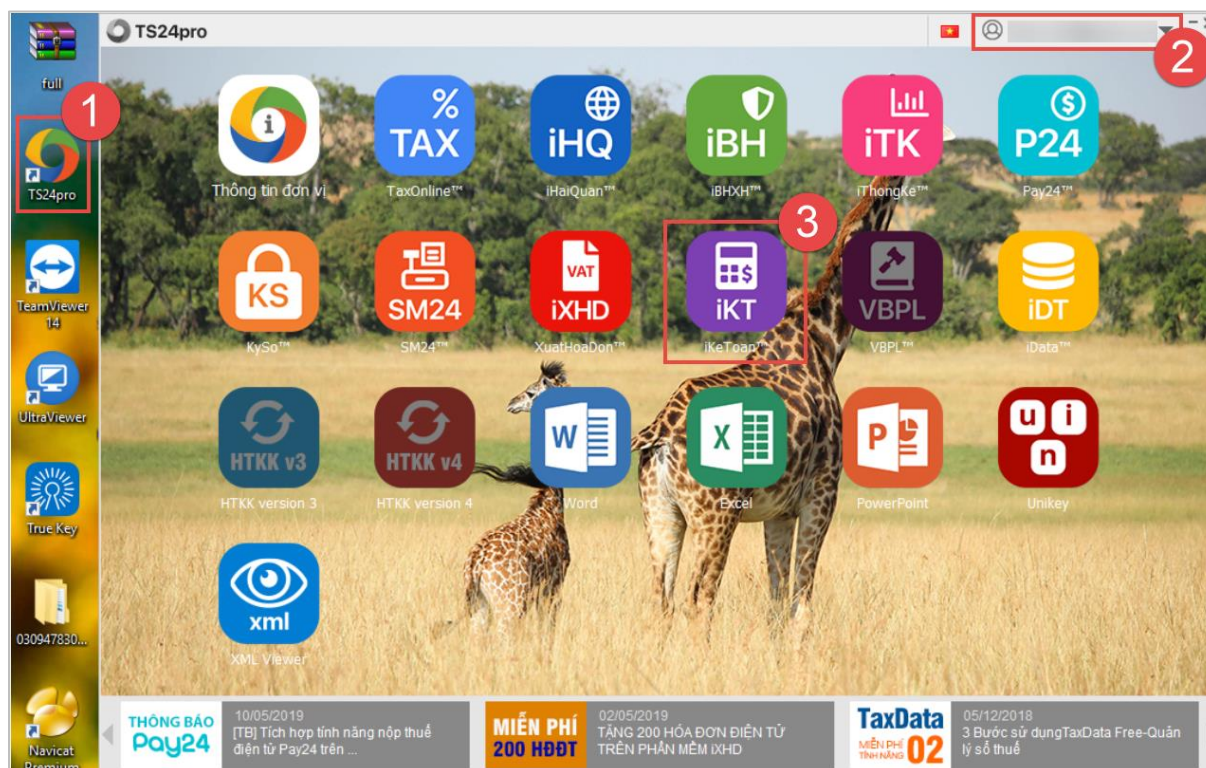 full
1
TS24pro
TeamViewer
14
UltraViewer
True Key
030947830...
Navicat
Premium
TS24pro
2
i
Thông tin đơn vị
%
TAX
TaxOnline™
iHQ
iHaiQuan™
iBH
iBHXH™
iTK
iThongKe™
$
P24
Pay24™
KS
KySo™
SM24
SM24™
VAT
iXHD
XuatHoaDon™
3
$
iKT
iKeToan™
VBPL
VBPL™
iDT
iData™
HTKK v3
HTKK version 3
HTKK v4
HTKK version 4
W
Word
X
Excel
P
PowerPoint
u i
n
Unikey
xml
XML Viewer
THÔNG BÁO
Pay24
10/05/2019
[TB] Tích hợp tính năng nộp thuế
điện tử Pay24 trên ...
MIỄN PHÍ
200 HĐĐT
02/05/2019
TẶNG 200 HÓA ĐƠN ĐIỆN TỬ
TRÊN PHẦN MỀM iXHD
TaxData
MIỄN PHÍ
TÍNH NĂNG 02
05/12/2018
3 Bước sử dụngTaxData Free-Quản
lý sổ thuế